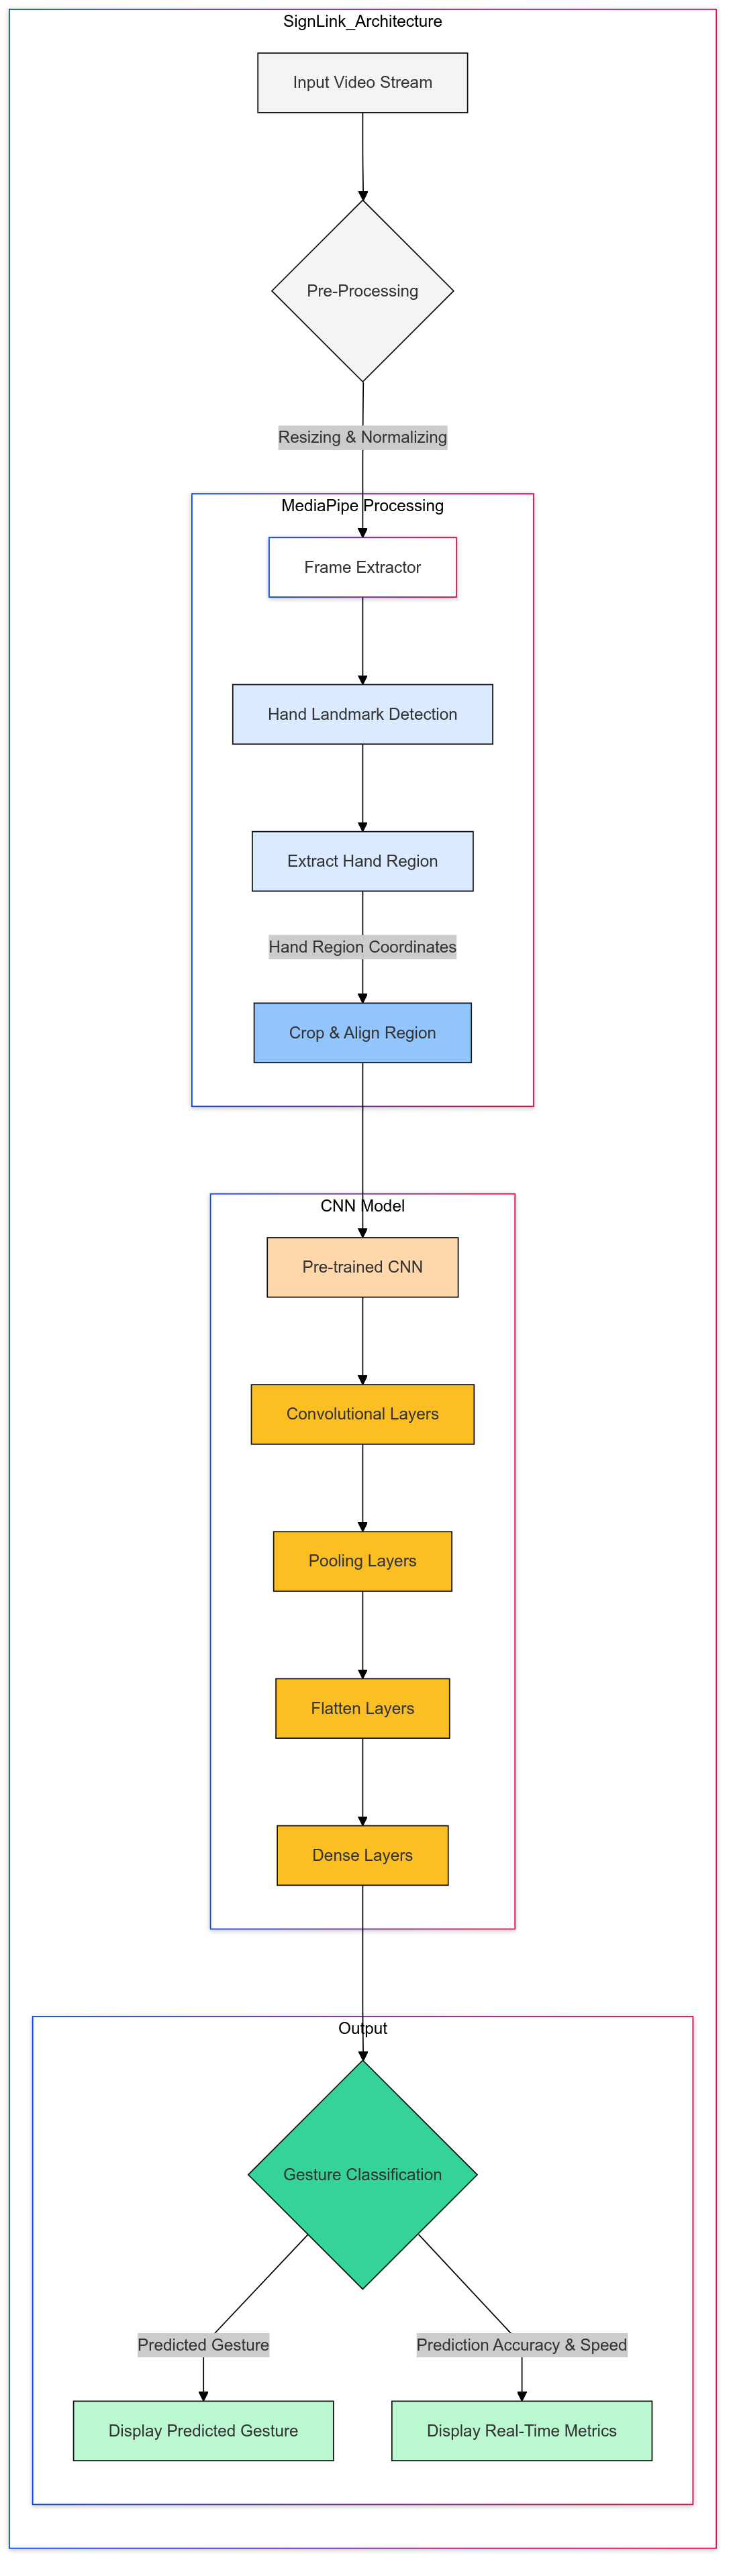 SignLink_Architecture
Input Video Stream
Pre-Processing
Resizing & Normalizing
MediaPipe Processing
Frame Extractor
Hand Landmark Detection
Extract Hand Region
Hand Region Coordinates
Crop & Align Region
CNN Model
Pre-trained CNN
Convolutional Layers
Pooling Layers
Flatten Layers
Dense Layers
Output
Gesture Classification
Predicted Gesture
Prediction Accuracy & Speed
Display Predicted Gesture
Display Real-Time Metrics